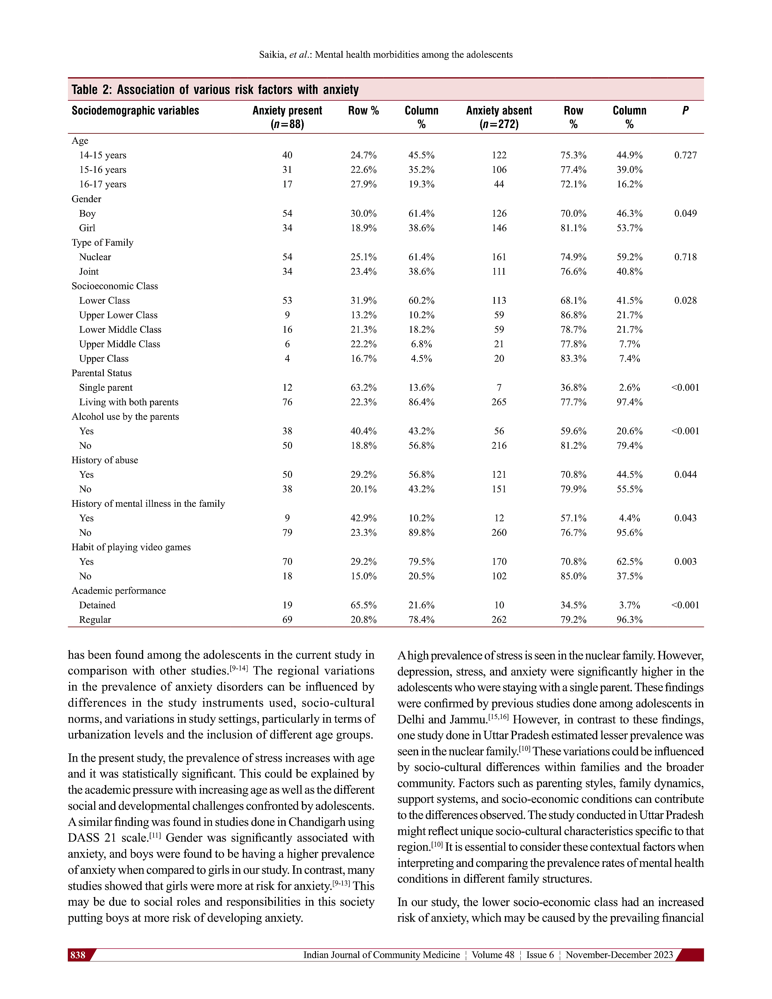 Saikia, et al.: Mental health morbidities among the adolescents
Table 2: Association of various risk factors with anxiety
Sociodemographic variables Anxiety present (n=88) Row % Column % Anxiety absent (n=272) Row % Column % P
Age
14-15 years 40 24.7% 45.5% 122 75.3% 44.9% 0.727
15-16 years 31 22.6% 35.2% 106 77.4% 39.0%
16-17 years 17 27.9% 19.3% 44 72.1% 16.2%
Gender
Boy 54 30.0% 61.4% 126 70.0% 46.3% 0.049
Girl 34 18.9% 38.6% 146 81.1% 53.7%
Type of Family
Nuclear 54 25.1% 61.4% 161 74.9% 59.2% 0.718
Joint 34 23.4% 38.6% 111 76.6% 40.8%
Socioeconomic Class
Lower Class 53 31.9% 60.2% 113 68.1% 41.5% 0.028
Upper Lower Class 9 13.2% 10.2% 59 86.8% 21.7%
Lower Middle Class 16 21.3% 18.2% 59 78.7% 21.7%
Upper Middle Class 6 22.2% 6.8% 21 77.8% 7.7%
Upper Class 4 16.7% 4.5% 20 83.3% 7.4%
Parental Status
Single parent 12 63.2% 13.6% 7 36.8% 2.6% <0.001
Living with both parents 76 22.3% 86.4% 265 77.7% 97.4%
Alcohol use by the parents
Yes 38 40.4% 43.2% 56 59.6% 20.6% <0.001
No 50 18.8% 56.8% 216 81.2% 79.4%
History of abuse
Yes 50 29.2% 56.8% 121 70.8% 44.5% 0.044
No 38 20.1% 43.2% 151 79.9% 55.5%
History of mental illness in the family
Yes 9 42.9% 10.2% 12 57.1% 4.4% 0.043
No 79 23.3% 89.8% 260 76.7% 95.6%
Habit of playing video games
Yes 70 29.2% 79.5% 170 70.8% 62.5% 0.003
No 18 15.0% 20.5% 102 85.0% 37.5%
Academic performance
Detained 19 65.5% 21.6% 10 34.5% 3.7% <0.001
Regular 69 20.8% 78.4% 262 79.2% 96.3%
has been found among the adolescents in the current study in
comparison with other studies.[9-14] The regional variations
in the prevalence of anxiety disorders can be influenced by
differences in the study instruments used, socio-cultural
norms, and variations in study settings, particularly in terms of
urbanization levels and the inclusion of different age groups.
In the present study, the prevalence of stress increases with age
and it was statistically significant. This could be explained by
the academic pressure with increasing age as well as the different
social and developmental challenges confronted by adolescents.
A similar finding was found in studies done in Chandigarh using
DASS 21 scale.[11] Gender was significantly associated with
anxiety, and boys were found to be having a higher prevalence
of anxiety when compared to girls in our study. In contrast, many
studies showed that girls were more at risk for anxiety.[9-13] This
may be due to social roles and responsibilities in this society
putting boys at more risk of developing anxiety.
A high prevalence of stress is seen in the nuclear family. However,
depression, stress, and anxiety were significantly higher in the
adolescents who were staying with a single parent. These findings
were confirmed by previous studies done among adolescents in
Delhi and Jammu.[15,16] However, in contrast to these findings,
one study done in Uttar Pradesh estimated lesser prevalence was
seen in the nuclear family.[10] These variations could be influenced
by socio-cultural differences within families and the broader
community. Factors such as parenting styles, family dynamics,
support systems, and socio-economic conditions can contribute
to the differences observed. The study conducted in Uttar Pradesh
might reflect unique socio-cultural characteristics specific to that
region.[10] It is essential to consider these contextual factors when
interpreting and comparing the prevalence rates of mental health
conditions in different family structures.
In our study, the lower socio-economic class had an increased
risk of anxiety, which may be caused by the prevailing financial
838 Indian Journal of Community Medicine ¦ Volume 48 ¦ Issue 6 ¦ November-December 2023